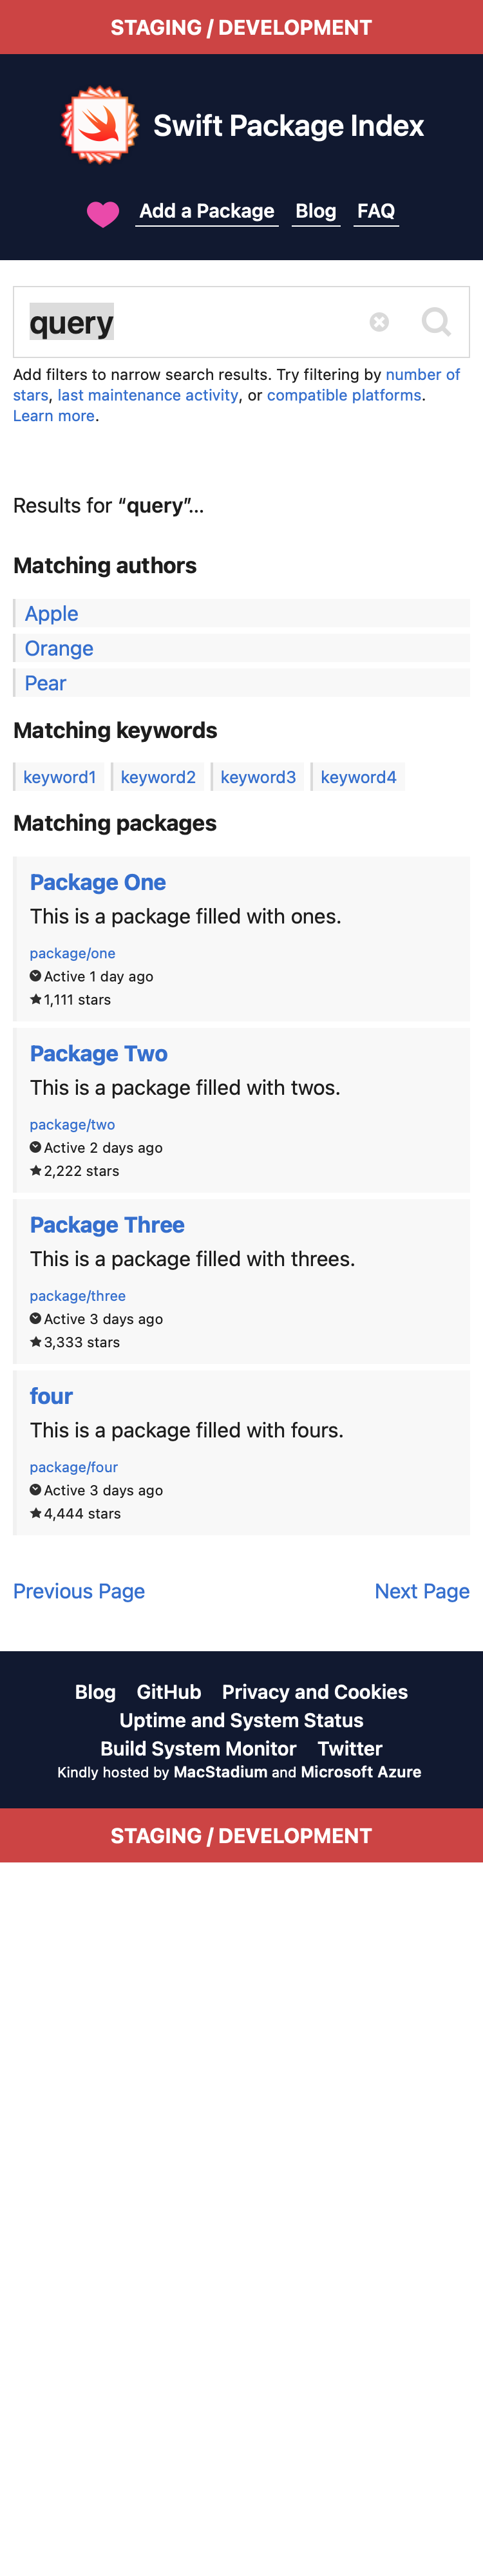 STAGING / DEVELOPMENT
Swift Package Index
Add a Package Blog FAQ
query
Add filters to narrow search results. Try filtering by number of
stars, last maintenance activity, or compatible platforms.
Learn more.
Results for “query”...
Matching authors
Apple
Orange
Pear
Matching keywords
keyword1 keyword2 keyword3 keyword4
Matching packages
Package One
This is a package filled with ones.
package/one
Active 1 day ago
1,111 stars
Package Two
This is a package filled with twos.
package/two
Active 2 days ago
2,222 stars
Package Three
This is a package filled with threes.
package/three
Active 3 days ago
3,333 stars
four
This is a package filled with fours.
package/four
Active 3 days ago
4,444 stars
Previous Page Next Page
Blog GitHub Privacy and Cookies
Uptime and System Status
Build System Monitor Twitter
Kindly hosted by MacStadium and Microsoft Azure
STAGING / DEVELOPMENT